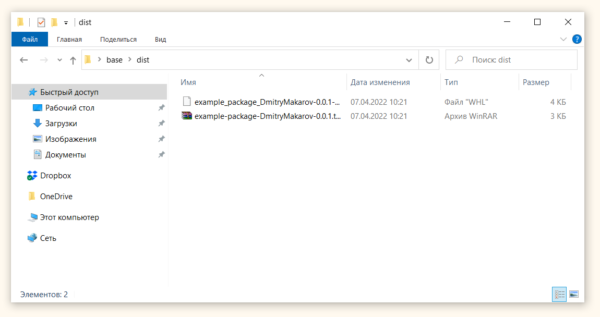 dist
Файл Главная Поделиться Вид
base dist Поиск: dist
Имя Дата изменения Тип Размер
Быстрый доступ
Рабочий стол
Загрузки
Изображения
Документы
Dropbox
OneDrive
Этот компьютер
Сеть
example_package_DmitryMakarov-0.0.1-... 07.04.2022 10:21 Файл "WHL" 4 КБ
example-package-DmitryMakarov-0.0.1.t... 07.04.2022 10:21 Архив WinRAR 3 КБ
Элементов: 2